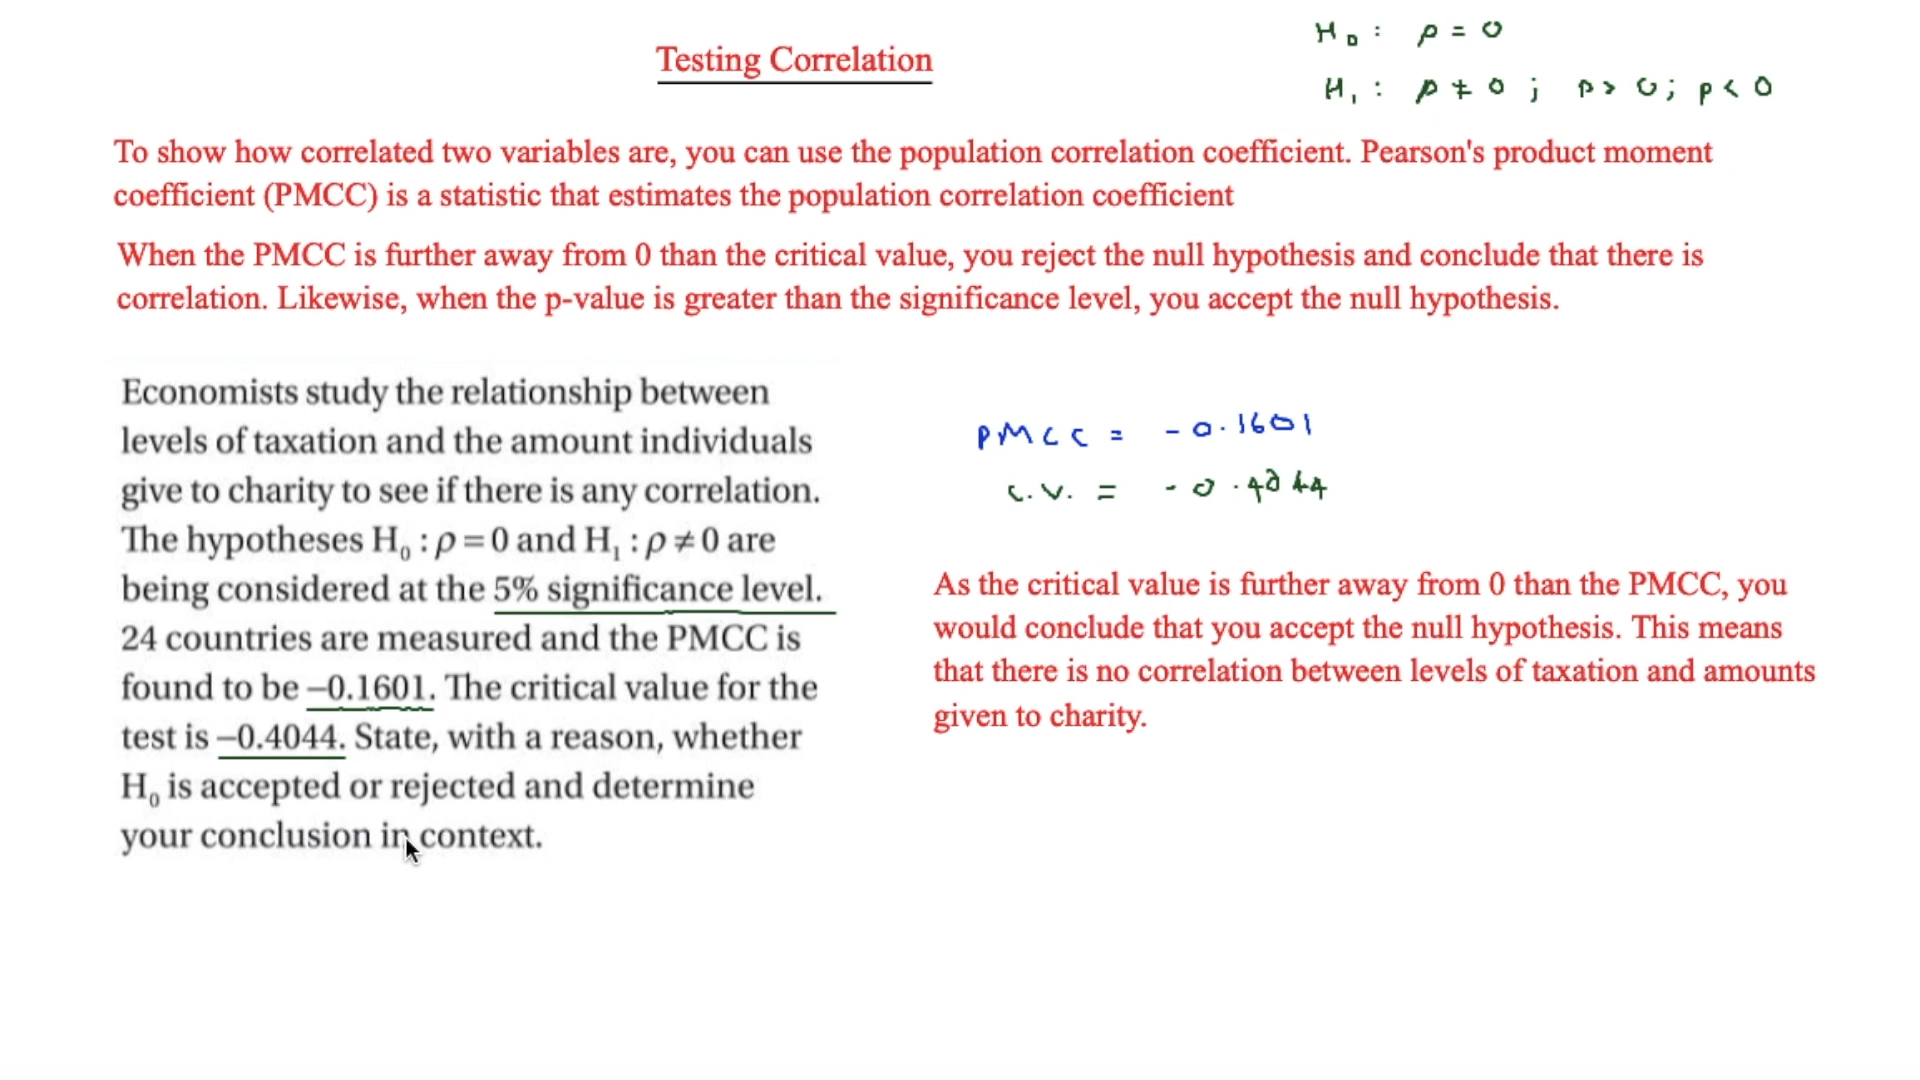 Testing Correlation
H₀ : ρ = 0
H₁ : ρ ≠ 0 ; ρ > 0 ; ρ < 0
To show how correlated two variables are, you can use the population correlation coefficient. Pearson's product moment
coefficient (PMCC) is a statistic that estimates the population correlation coefficient
When the PMCC is further away from 0 than the critical value, you reject the null hypothesis and conclude that there is
correlation. Likewise, when the p-value is greater than the significance level, you accept the null hypothesis.
Economists study the relationship between
levels of taxation and the amount individuals
give to charity to see if there is any correlation.
The hypotheses H₀ : ρ = 0 and H₁ : ρ ≠ 0 are
being considered at the 5% significance level.
24 countries are measured and the PMCC is
found to be −0.1601. The critical value for the
test is −0.4044. State, with a reason, whether
H₀ is accepted or rejected and determine
your conclusion in context.
PMCC = -0.1601
C.V. = -0.4044
As the critical value is further away from 0 than the PMCC, you
would conclude that you accept the null hypothesis. This means
that there is no correlation between levels of taxation and amounts
given to charity.